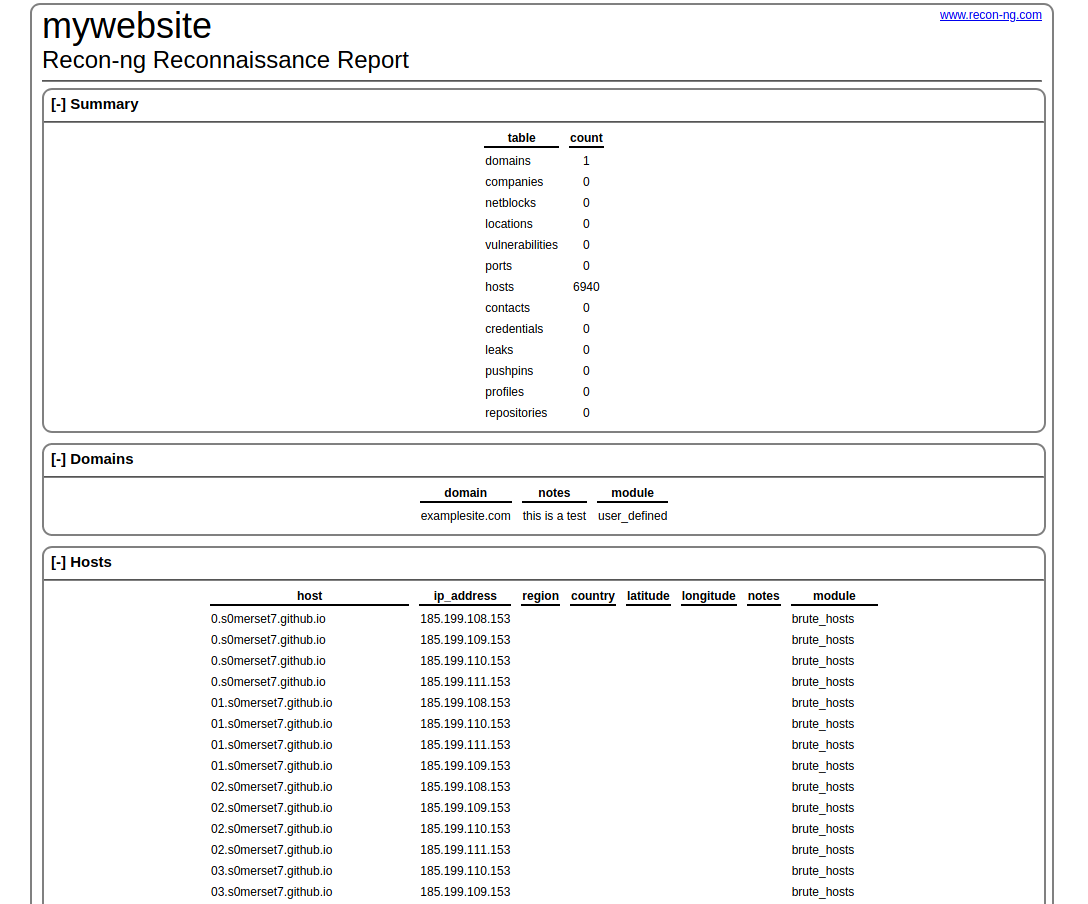 mywebsite
www.recon-ng.com
Recon-ng Reconnaissance Report
[-] Summary
table count
domains 1
companies 0
netblocks 0
locations 0
vulnerabilities 0
ports 0
hosts 6940
contacts 0
credentials 0
leaks 0
pushpins 0
profiles 0
repositories 0
[-] Domains
domain notes module
examplesite.com this is a test user_defined
[-] Hosts
host ip_address region country latitude longitude notes module
0.s0merset7.github.io 185.199.108.153 brute_hosts
0.s0merset7.github.io 185.199.109.153 brute_hosts
0.s0merset7.github.io 185.199.110.153 brute_hosts
0.s0merset7.github.io 185.199.111.153 brute_hosts
01.s0merset7.github.io 185.199.108.153 brute_hosts
01.s0merset7.github.io 185.199.110.153 brute_hosts
01.s0merset7.github.io 185.199.111.153 brute_hosts
01.s0merset7.github.io 185.199.109.153 brute_hosts
02.s0merset7.github.io 185.199.108.153 brute_hosts
02.s0merset7.github.io 185.199.109.153 brute_hosts
02.s0merset7.github.io 185.199.110.153 brute_hosts
02.s0merset7.github.io 185.199.111.153 brute_hosts
03.s0merset7.github.io 185.199.110.153 brute_hosts
03.s0merset7.github.io 185.199.109.153 brute_hosts